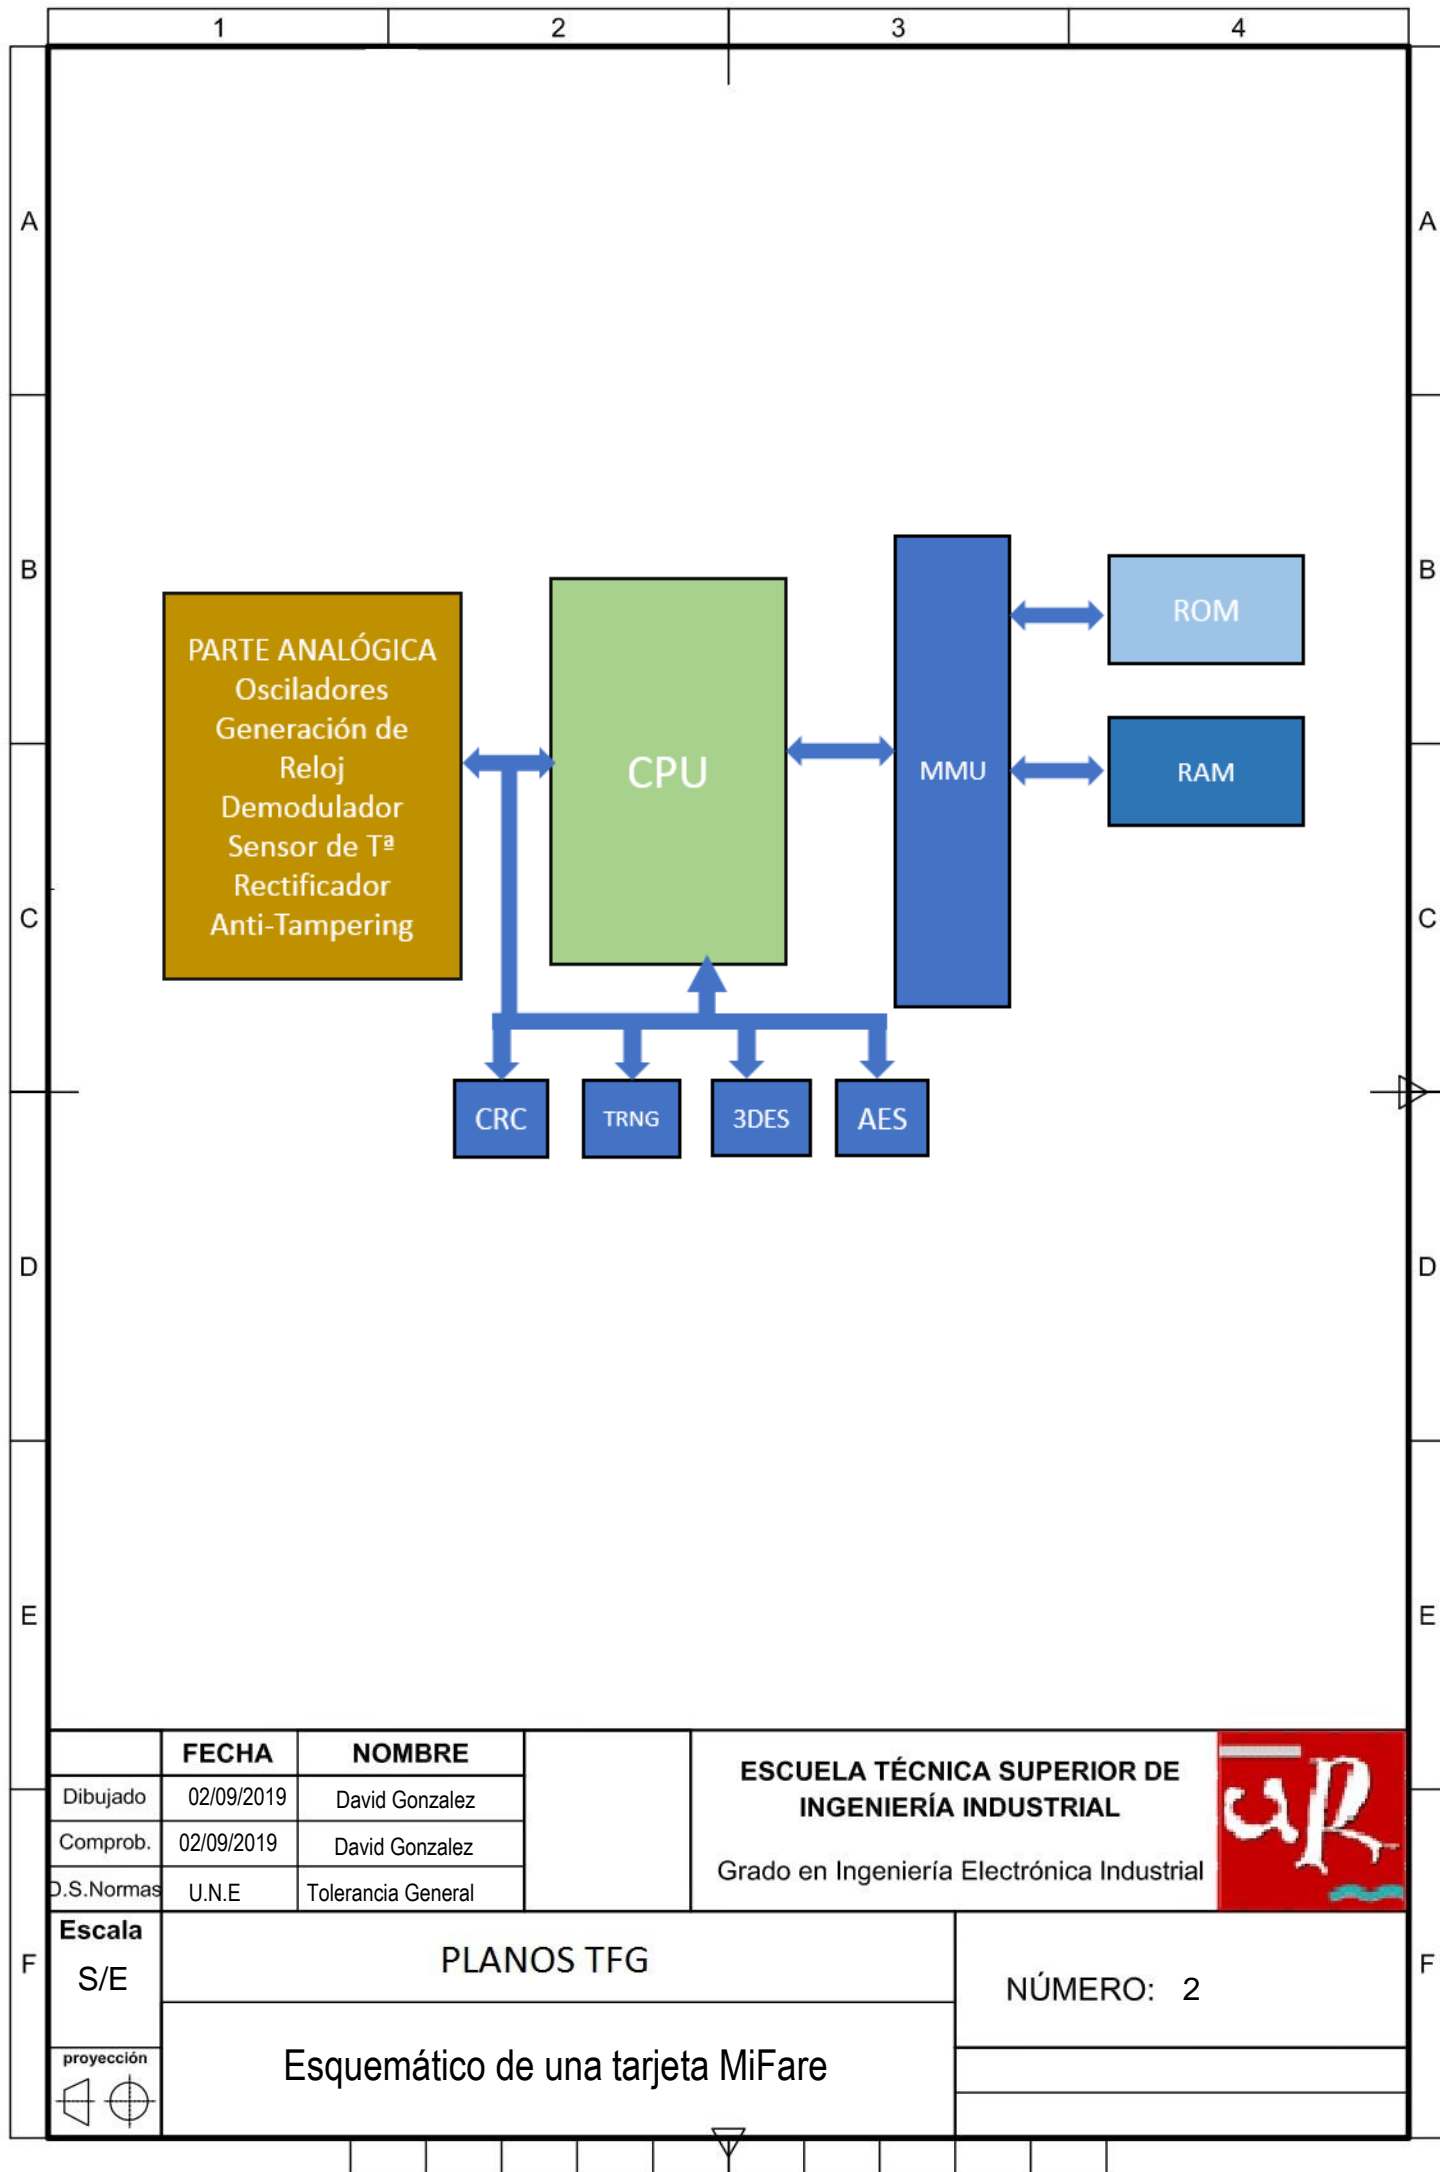 1 2 3 4
A A
B B
C C
D D
E E
F F
PARTE ANALÓGICA
Osciladores
Generación de
Reloj
Demodulador
Sensor de Tª
Rectificador
Anti-Tampering
CPU
MMU
ROM
RAM
CRC
TRNG
3DES
AES
FECHA NOMBRE
Dibujado 02/09/2019 David Gonzalez
Comprob. 02/09/2019 David Gonzalez
D.S.Normas U.N.E Tolerancia General
ESCUELA TÉCNICA SUPERIOR DE
INGENIERÍA INDUSTRIAL
Grado en Ingeniería Electrónica Industrial
uR
Escala
S/E
PLANOS TFG
NÚMERO: 2
proyección
Esquemático de una tarjeta MiFare